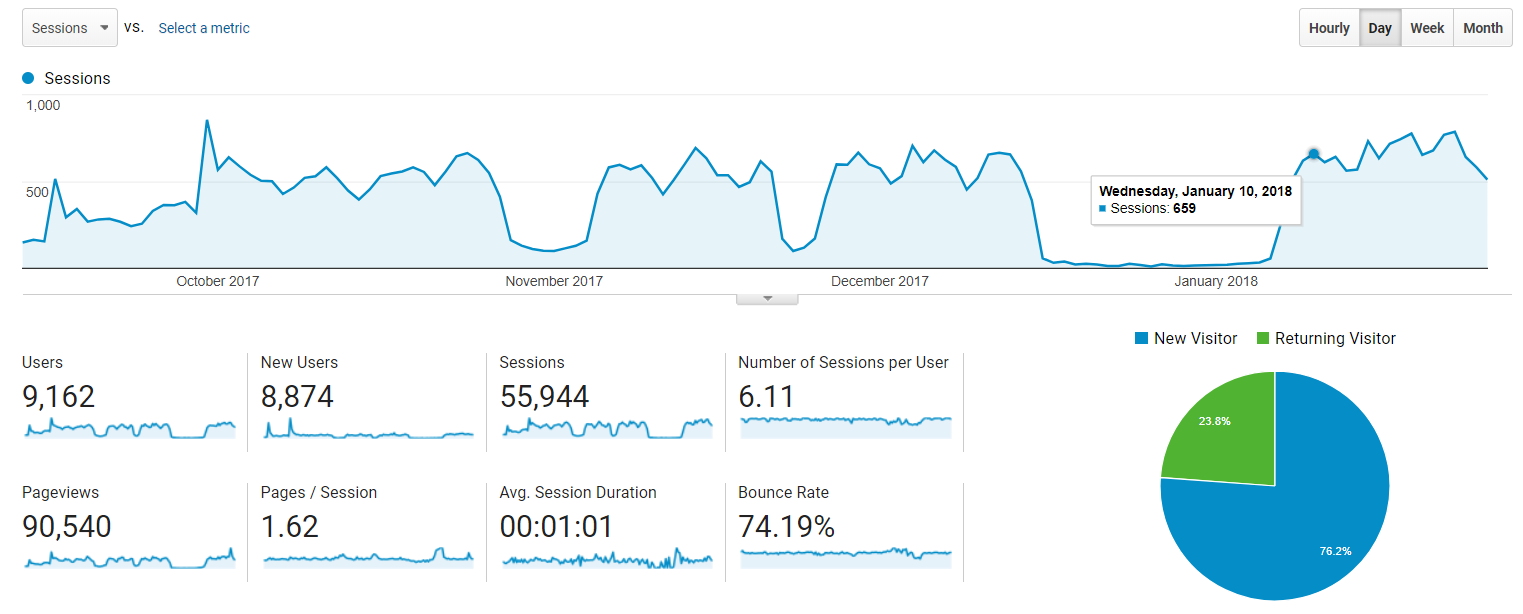 Sessions vs. Select a metric Hourly Day Week Month
Sessions
1,000
500
Wednesday, January 10, 2018
Sessions: 659
October 2017 November 2017 December 2017 January 2018
New Visitor Returning Visitor
Users New Users Sessions Number of Sessions per User
9,162 8,874 55,944 6.11
23.8%
Pageviews Pages / Session Avg. Session Duration Bounce Rate
90,540 1.62 00:01:01 74.19%
76.2%